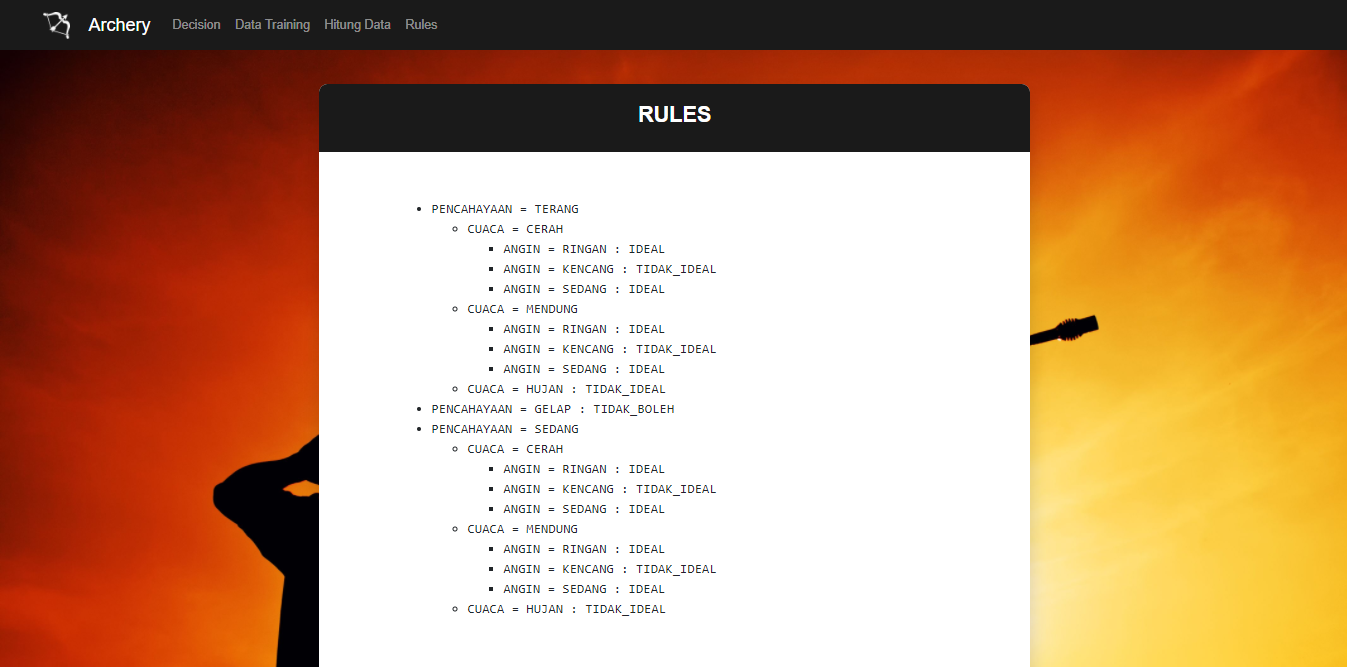 Archery Decision Data Training Hitung Data Rules
RULES
PENCAHAYAAN = TERANG
CUACA = CERAH
ANGIN = RINGAN : IDEAL
ANGIN = KENCANG : TIDAK_IDEAL
ANGIN = SEDANG : IDEAL
CUACA = MENDUNG
ANGIN = RINGAN : IDEAL
ANGIN = KENCANG : TIDAK_IDEAL
ANGIN = SEDANG : IDEAL
CUACA = HUJAN : TIDAK_IDEAL
PENCAHAYAAN = GELAP : TIDAK_BOLEH
PENCAHAYAAN = SEDANG
CUACA = CERAH
ANGIN = RINGAN : IDEAL
ANGIN = KENCANG : TIDAK_IDEAL
ANGIN = SEDANG : IDEAL
CUACA = MENDUNG
ANGIN = RINGAN : IDEAL
ANGIN = KENCANG : TIDAK_IDEAL
ANGIN = SEDANG : IDEAL
CUACA = HUJAN : TIDAK_IDEAL